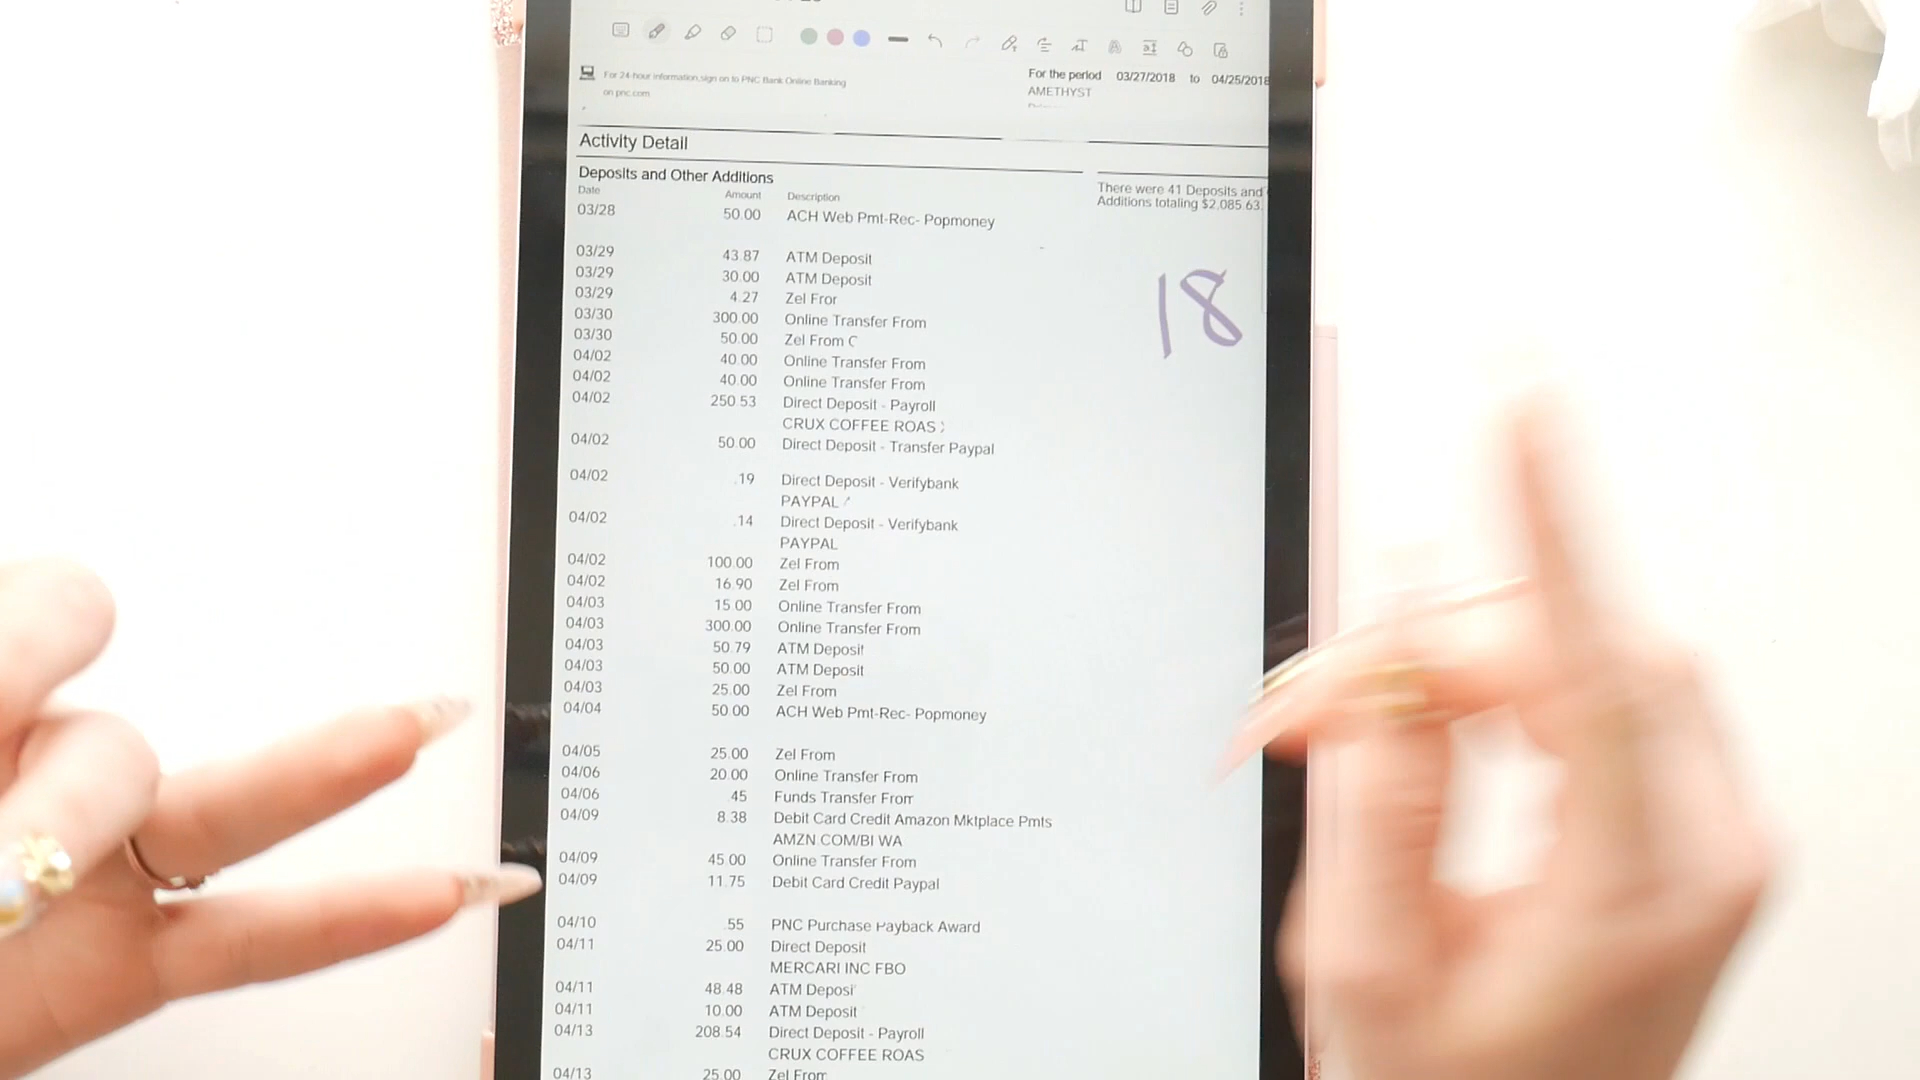 For 24-hour information, sign on to PNC Bank Online Banking
on pnc.com
For the period 03/27/2018 to 04/25/2018
AMETHYST
Activity Detail
Deposits and Other Additions
There were 41 Deposits and
Additions totaling $2,085.63.
Date Amount Description
03/28 50.00 ACH Web Pmt-Rec- Popmoney
03/29 43.87 ATM Deposit
03/29 30.00 ATM Deposit
03/29 4.27 Zel Fror
03/30 300.00 Online Transfer From
03/30 50.00 Zel From C
04/02 40.00 Online Transfer From
04/02 40.00 Online Transfer From
04/02 250.53 Direct Deposit - Payroll
CRUX COFFEE ROAS
04/02 50.00 Direct Deposit - Transfer Paypal
04/02 .19 Direct Deposit - Verifybank
PAYPAL
04/02 .14 Direct Deposit - Verifybank
PAYPAL
04/02 100.00 Zel From
04/02 16.90 Zel From
04/03 15.00 Online Transfer From
04/03 300.00 Online Transfer From
04/03 50.79 ATM Deposit
04/03 50.00 ATM Deposit
04/03 25.00 Zel From
04/04 50.00 ACH Web Pmt-Rec- Popmoney
04/05 25.00 Zel From
04/06 20.00 Online Transfer From
04/06 45 Funds Transfer From
04/09 8.38 Debit Card Credit Amazon Mktplace Pmts
AMZN COM/BI WA
04/09 45.00 Online Transfer From
04/09 11.75 Debit Card Credit Paypal
04/10 .55 PNC Purchase Payback Award
04/11 25.00 Direct Deposit
MERCARI INC FBO
04/11 48.48 ATM Deposi
04/11 10.00 ATM Deposit
04/13 208.54 Direct Deposit - Payroll
CRUX COFFEE ROAS
04/13 25.00 Zel From
18